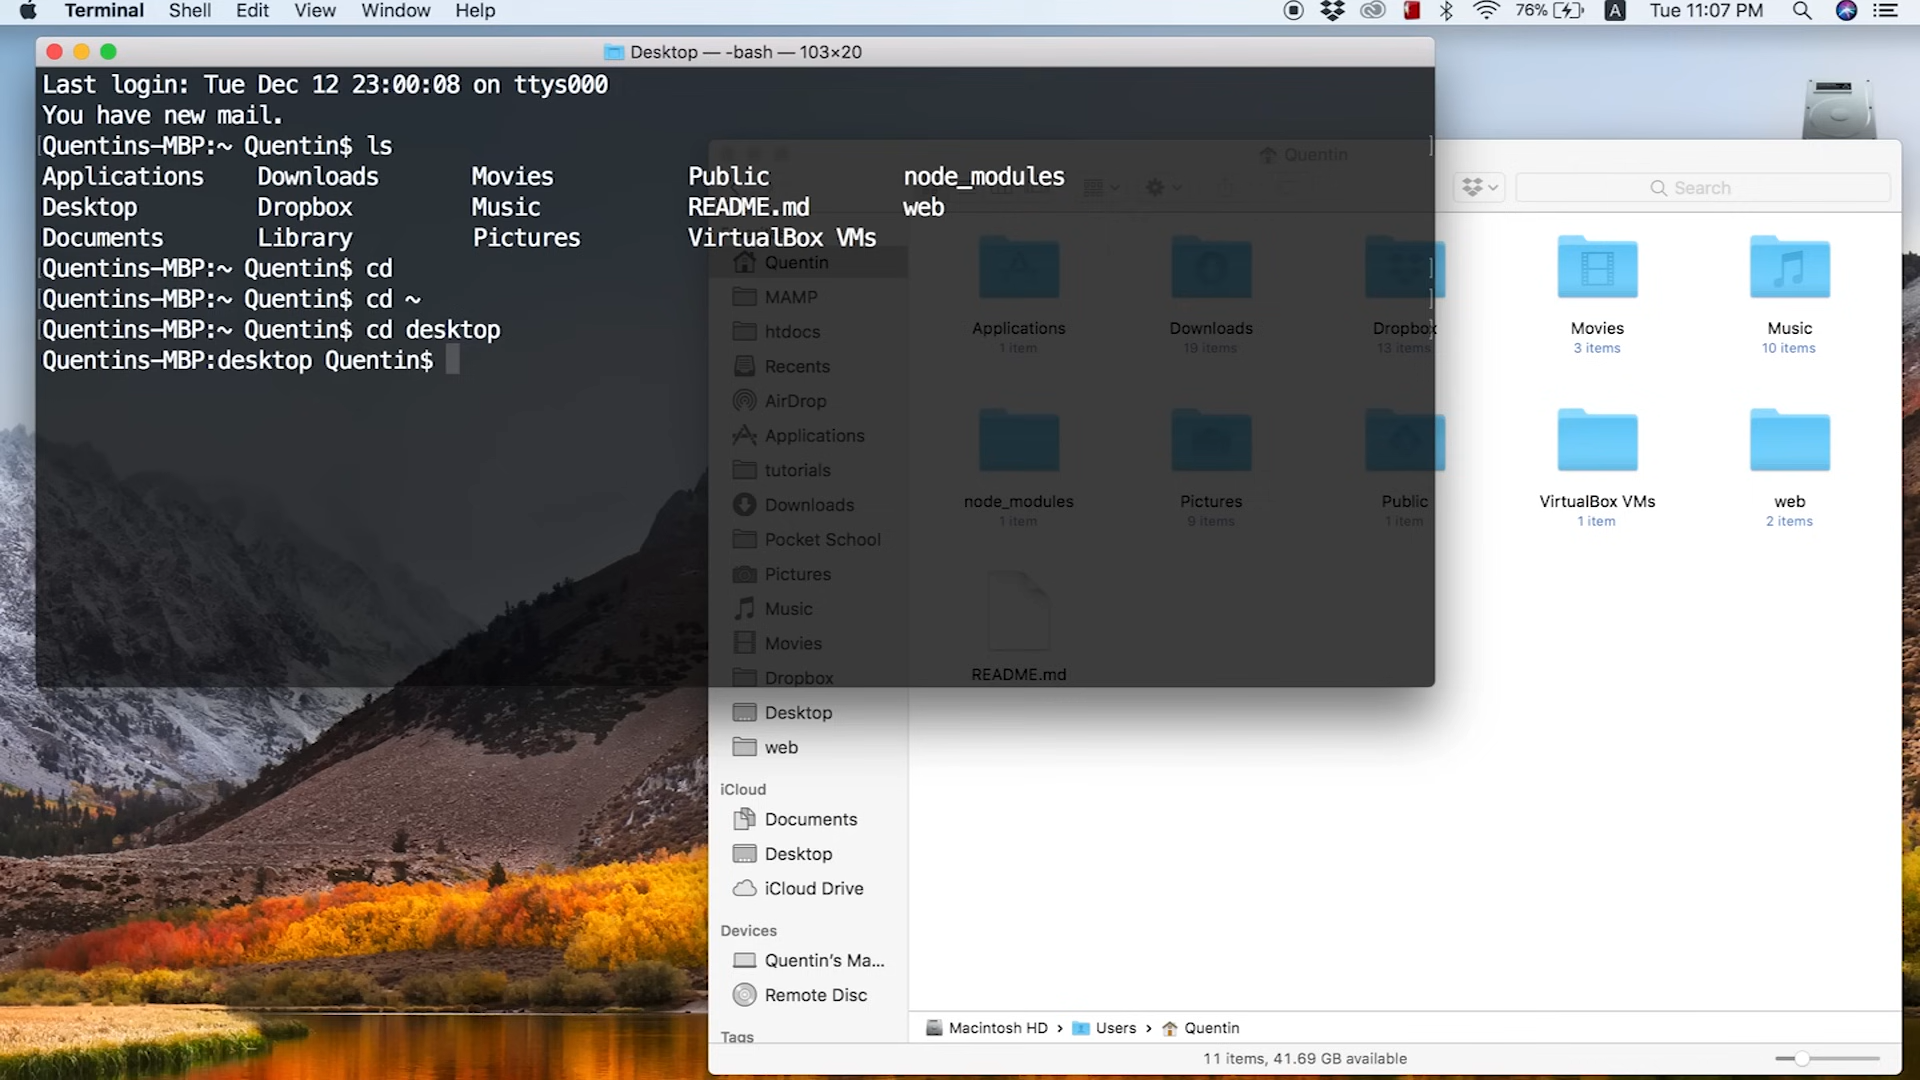 Terminal Shell Edit View Window Help 76% A Tue 11:07 PM
Desktop — -bash — 103×20
Last login: Tue Dec 12 23:00:08 on ttys000
You have new mail.
Quentins-MBP:~ Quentin$ ls
Applications Downloads Movies Public node_modules
Desktop Dropbox Music README.md web
Documents Library Pictures VirtualBox VMs
Quentins-MBP:~ Quentin$ cd
Quentins-MBP:~ Quentin$ cd ~
Quentins-MBP:~ Quentin$ cd desktop
Quentins-MBP:desktop Quentin$
Quentin
Search
Quentin
MAMP
htdocs
Recents
AirDrop
Applications
tutorials
Downloads
Pocket School
Pictures
Music
Movies
Dropbox
Desktop
web
iCloud
Documents
Desktop
iCloud Drive
Devices
Quentin's Ma...
Remote Disc
Tags
Applications Downloads Dropbox Movies Music
1 item 19 items 13 items 3 items 10 items
node_modules Pictures Public VirtualBox VMs web
1 item 9 items 1 item 1 item 2 items
README.md
Macintosh HD › Users › Quentin
11 items, 41.69 GB available